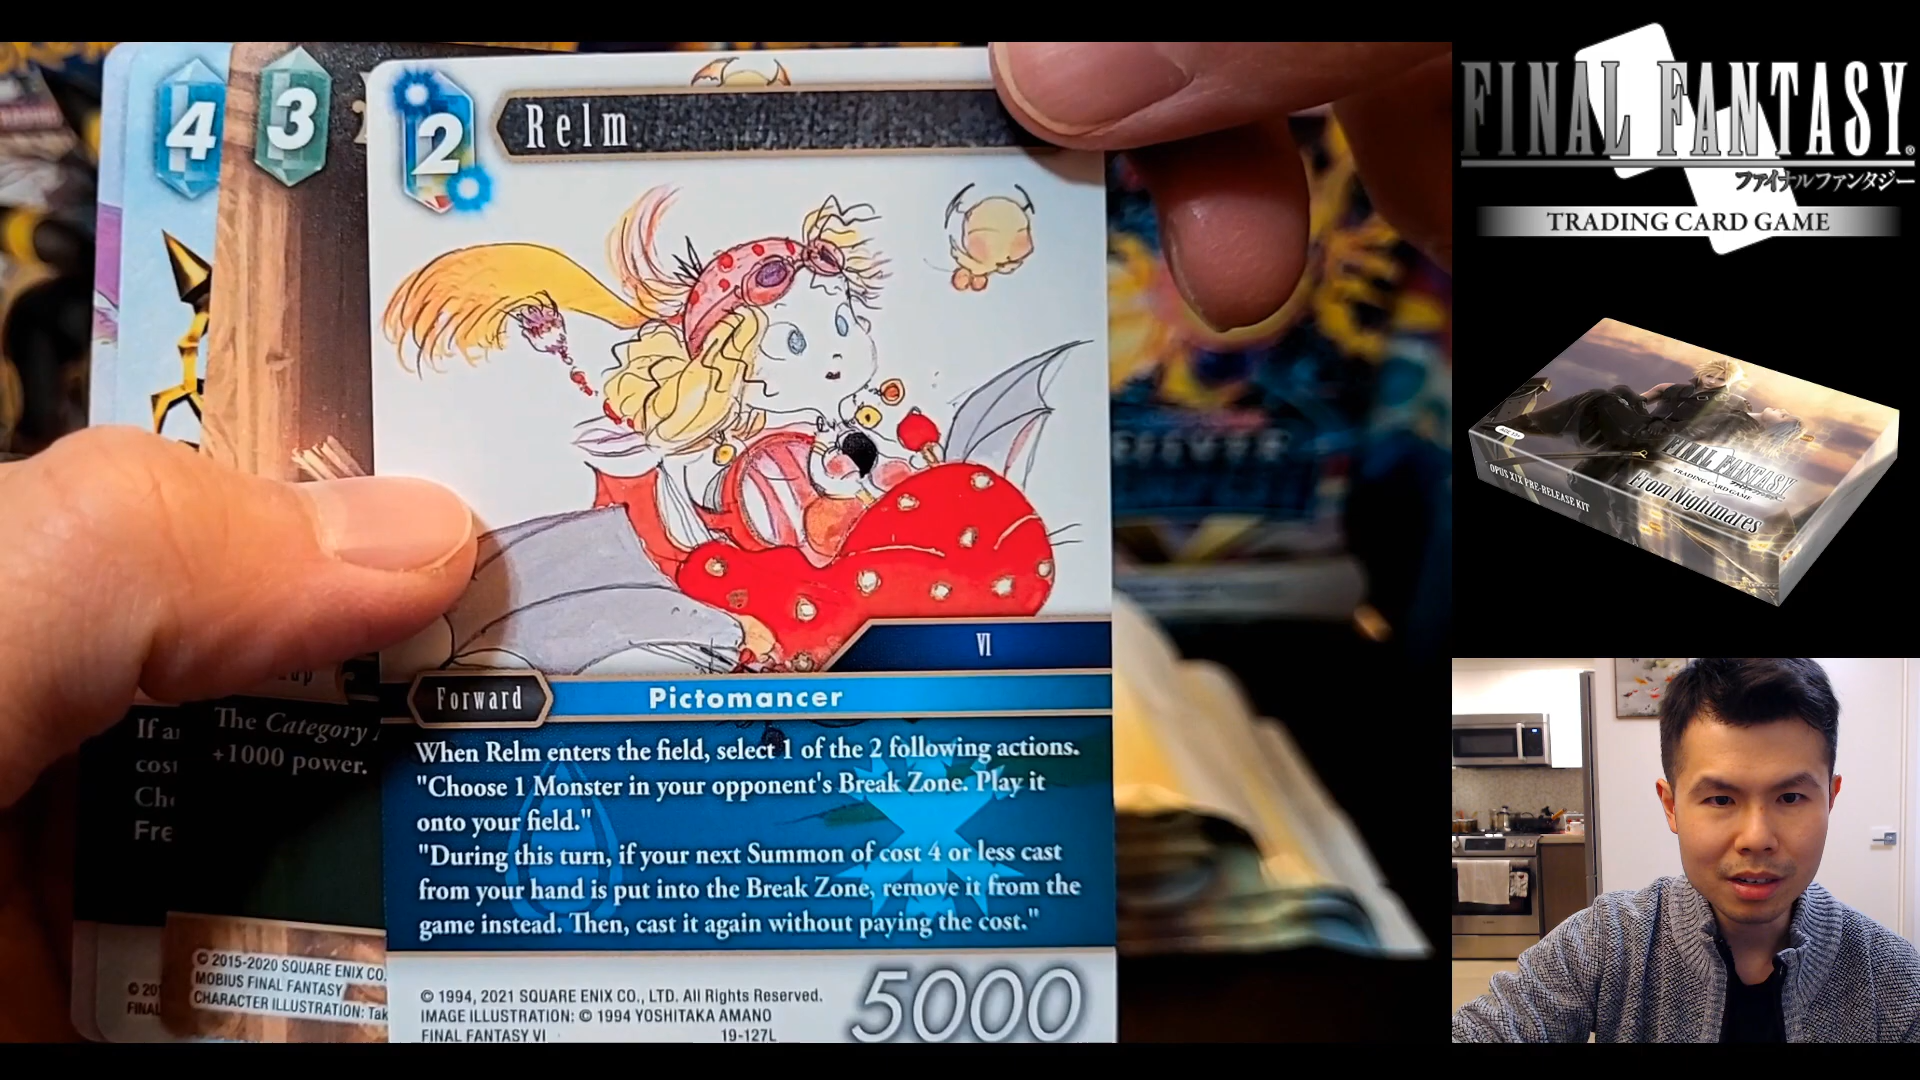 4
3
2
Relm
VI
Forward
Pictomancer
When Relm enters the field, select 1 of the 2 following actions.
"Choose 1 Monster in your opponent's Break Zone. Play it
onto your field."
"During this turn, if your next Summon of cost 4 or less cast
from your hand is put into the Break Zone, remove it from the
game instead. Then, cast it again without paying the cost."
© 1994, 2021 SQUARE ENIX CO., LTD. All Rights Reserved.
IMAGE ILLUSTRATION: © 1994 YOSHITAKA AMANO
FINAL FANTASY VI 19-127L
5000
The Category
+1000 power.
If
© 2015-2020 SQUARE ENIX CO.
MOBIUS FINAL FANTASY
CHARACTER ILLUSTRATION: Tak
FINAL FANTASY®
ファイナルファンタジー
TRADING CARD GAME
FINAL FANTASY
TRADING CARD GAME
From Nightmares
OPUS XIX PRE-RELEASE KIT